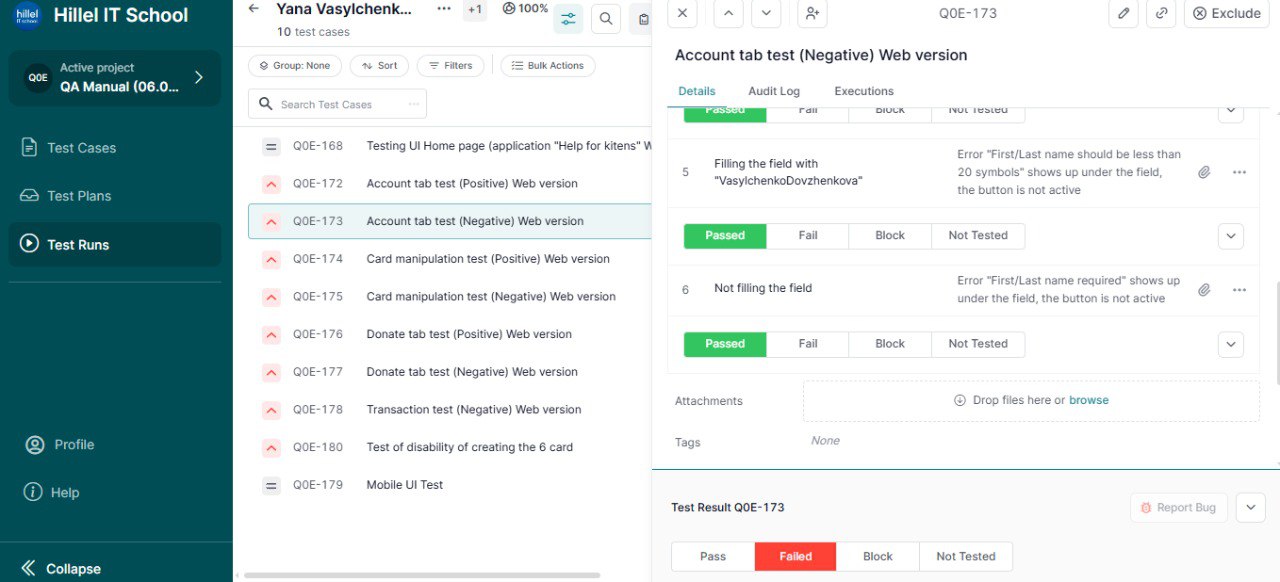 hillel
IT school
Hillel IT School
Q0E
Active project
QA Manual (06.0...
Test Cases
Test Plans
Test Runs
Profile
Help
Collapse
Yana Vasylchenk...
+1
100%
10 test cases
Group: None
Sort
Filters
Bulk Actions
Search Test Cases
Q0E-168 Testing UI Home page (application "Help for kitens" W
Q0E-172 Account tab test (Positive) Web version
Q0E-173 Account tab test (Negative) Web version
Q0E-174 Card manipulation test (Positive) Web version
Q0E-175 Card manipulation test (Negative) Web version
Q0E-176 Donate tab test (Positive) Web version
Q0E-177 Donate tab test (Negative) Web version
Q0E-178 Transaction test (Negative) Web version
Q0E-180 Test of disability of creating the 6 card
Q0E-179 Mobile UI Test
Q0E-173
Exclude
Account tab test (Negative) Web version
Details Audit Log Executions
Passed Fail Block Not Tested
5
Filling the field with
"VasylchenkoDovzhenkova"
Error "First/Last name should be less than
20 symbols" shows up under the field,
the button is not active
Passed Fail Block Not Tested
6
Not filling the field
Error "First/Last name required" shows up
under the field, the button is not active
Passed Fail Block Not Tested
Attachments
Drop files here or browse
Tags
None
Test Result Q0E-173
Report Bug
Pass Failed Block Not Tested